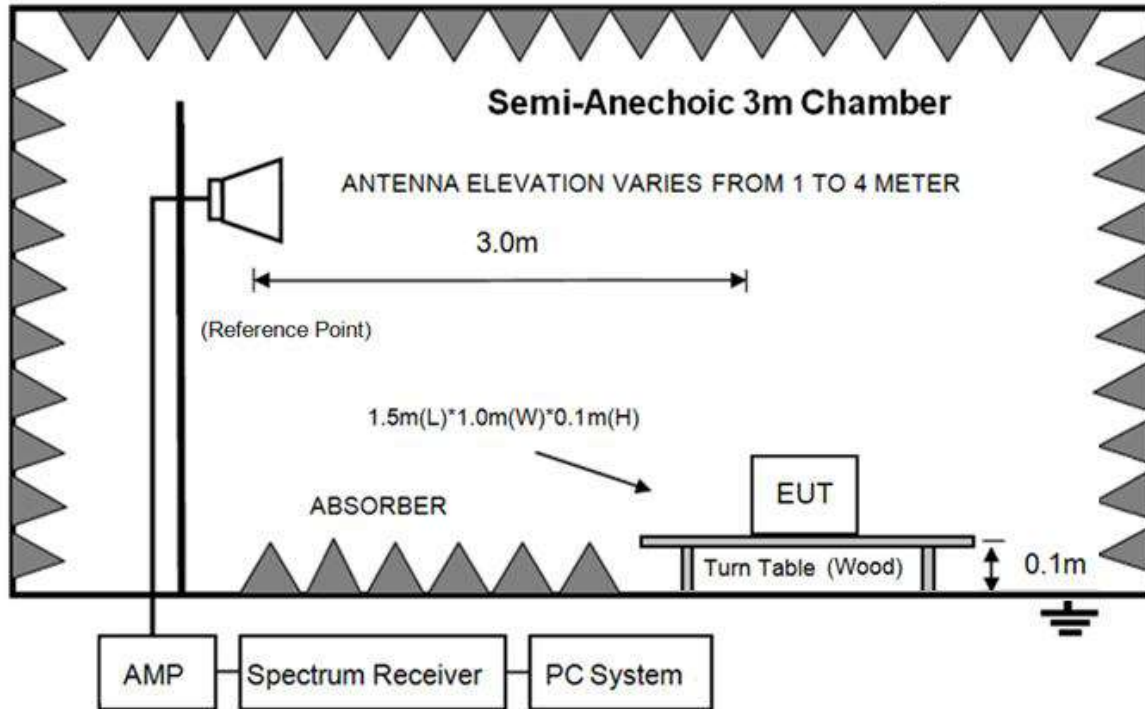 Semi-Anechoic 3m Chamber
ANTENNA ELEVATION VARIES FROM 1 TO 4 METER
3.0m
(Reference Point)
1.5m(L)*1.0m(W)*0.1m(H)
EUT
ABSORBER
Turn Table (Wood)
0.1m
AMP
Spectrum Receiver
PC System